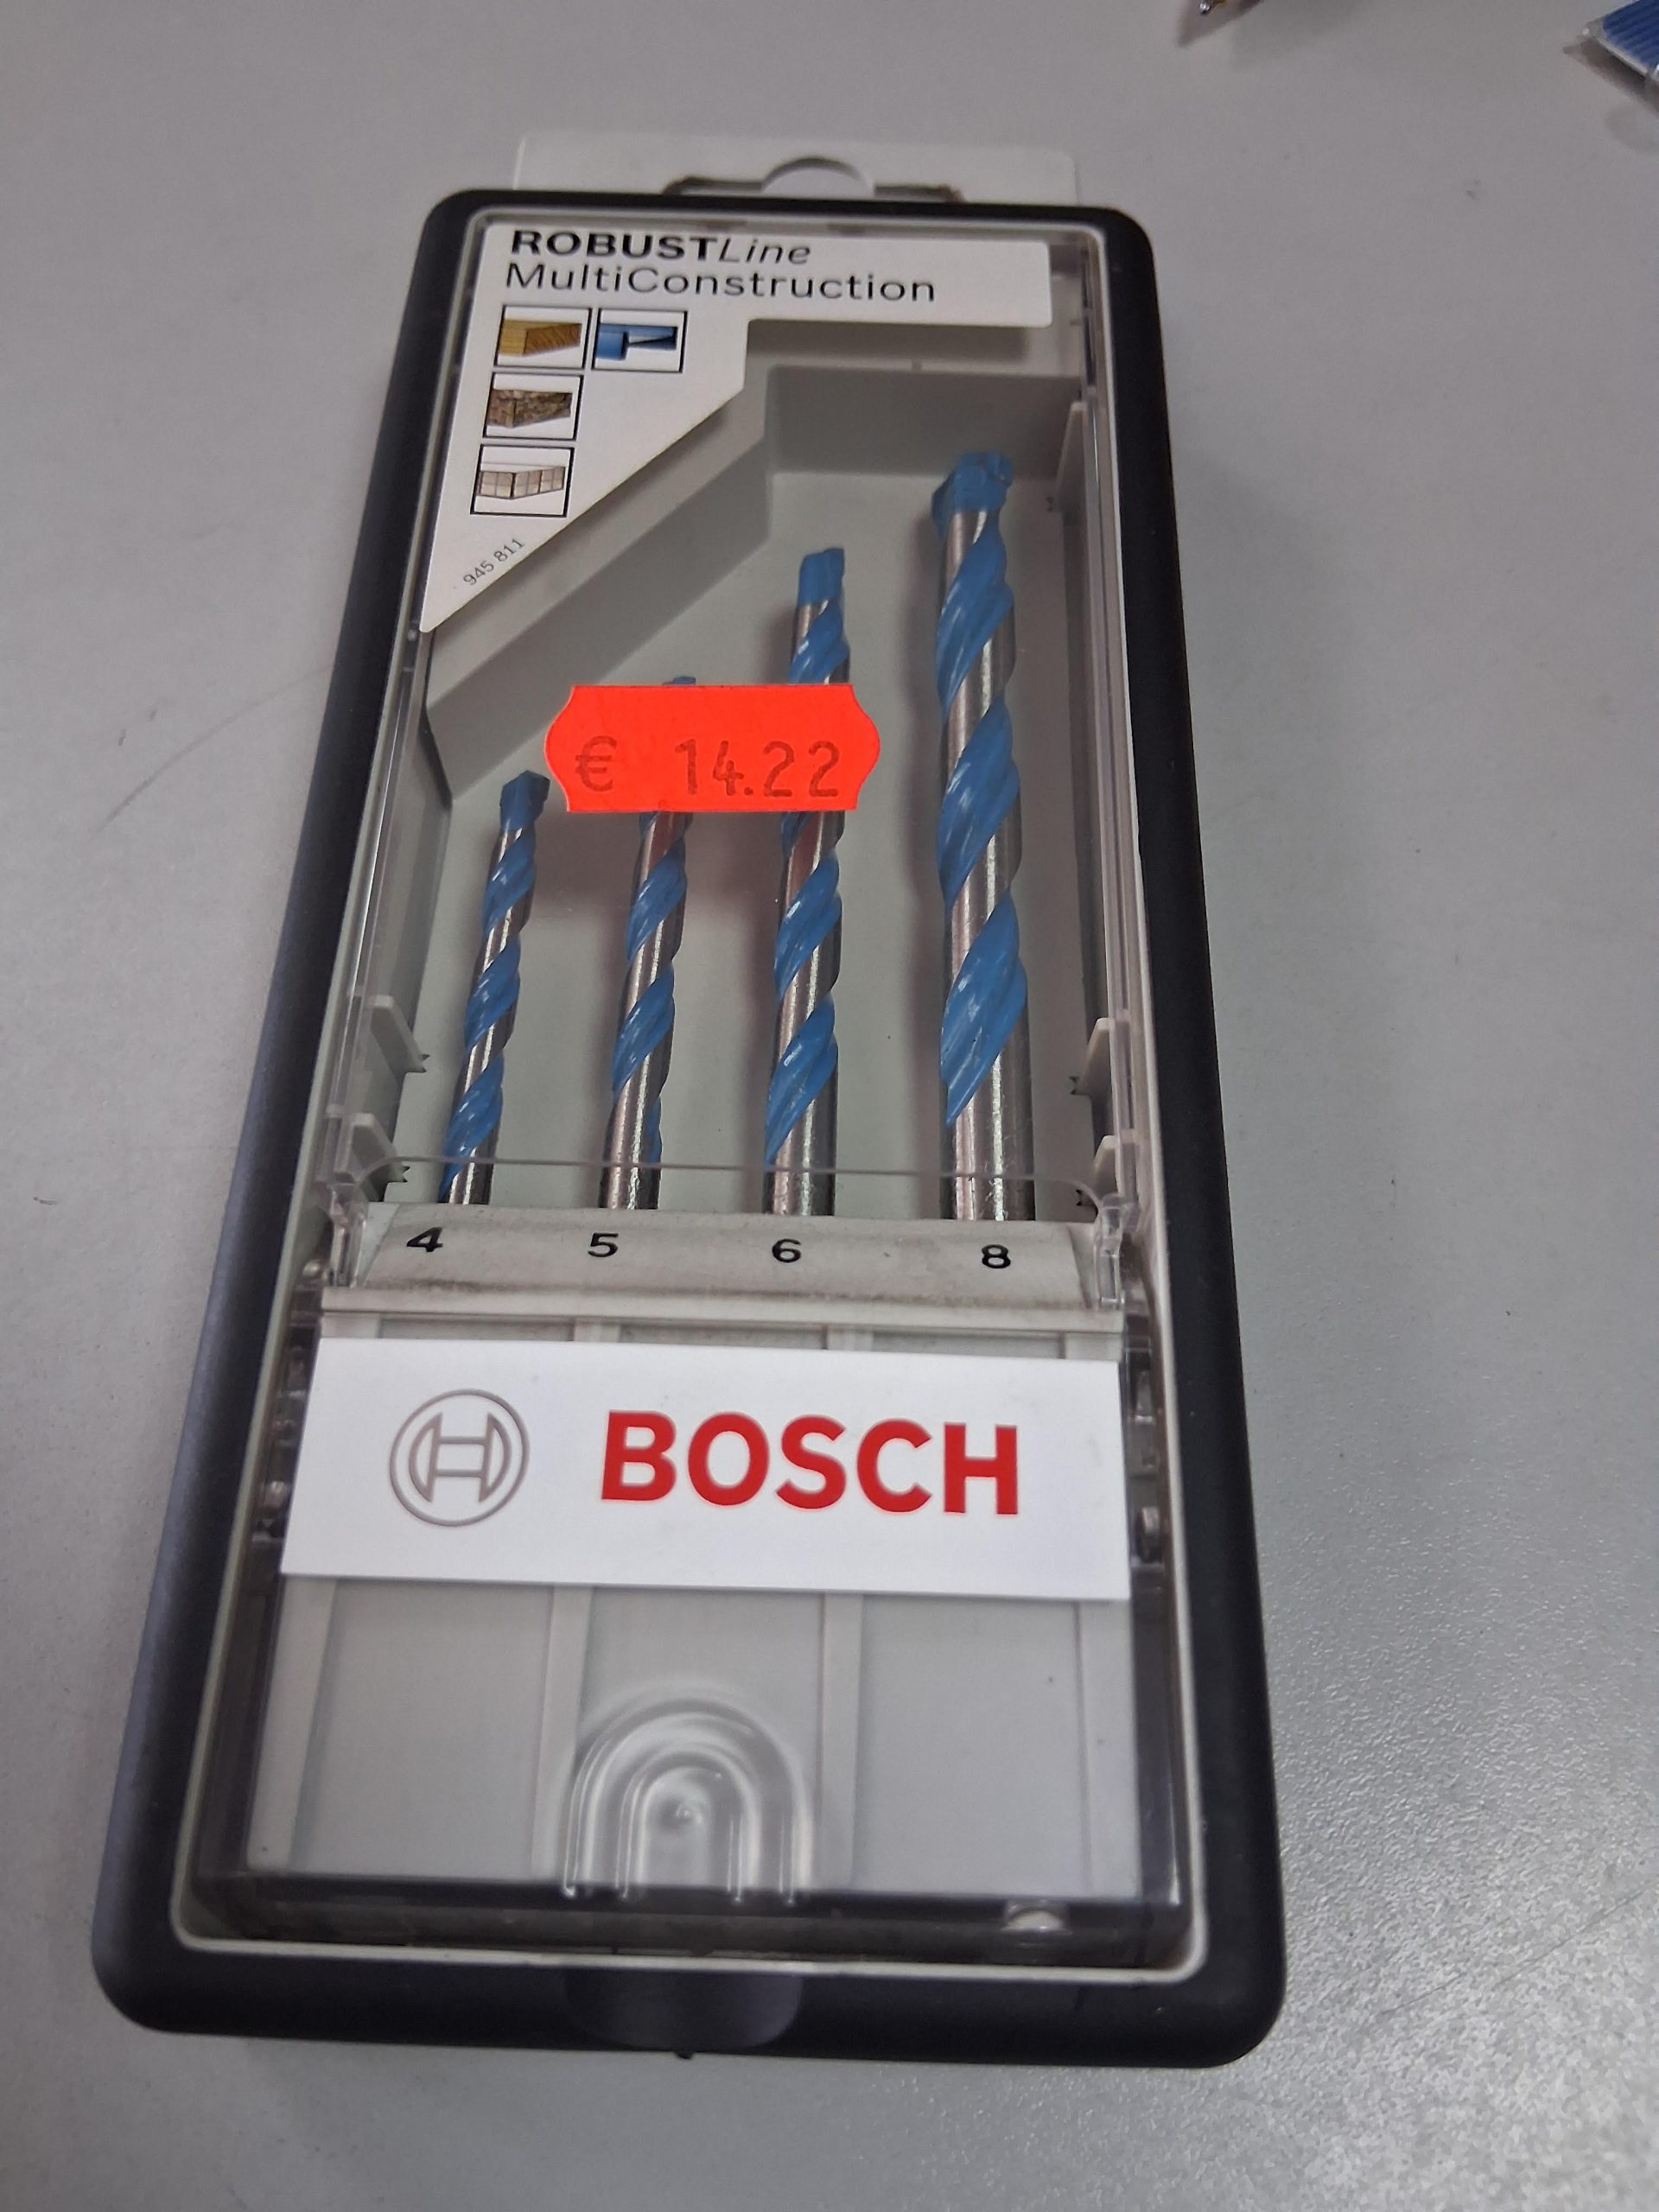 ROBUSTLine
MultiConstruction
945 811
€ 14.22
4 5 6 8
BOSCH